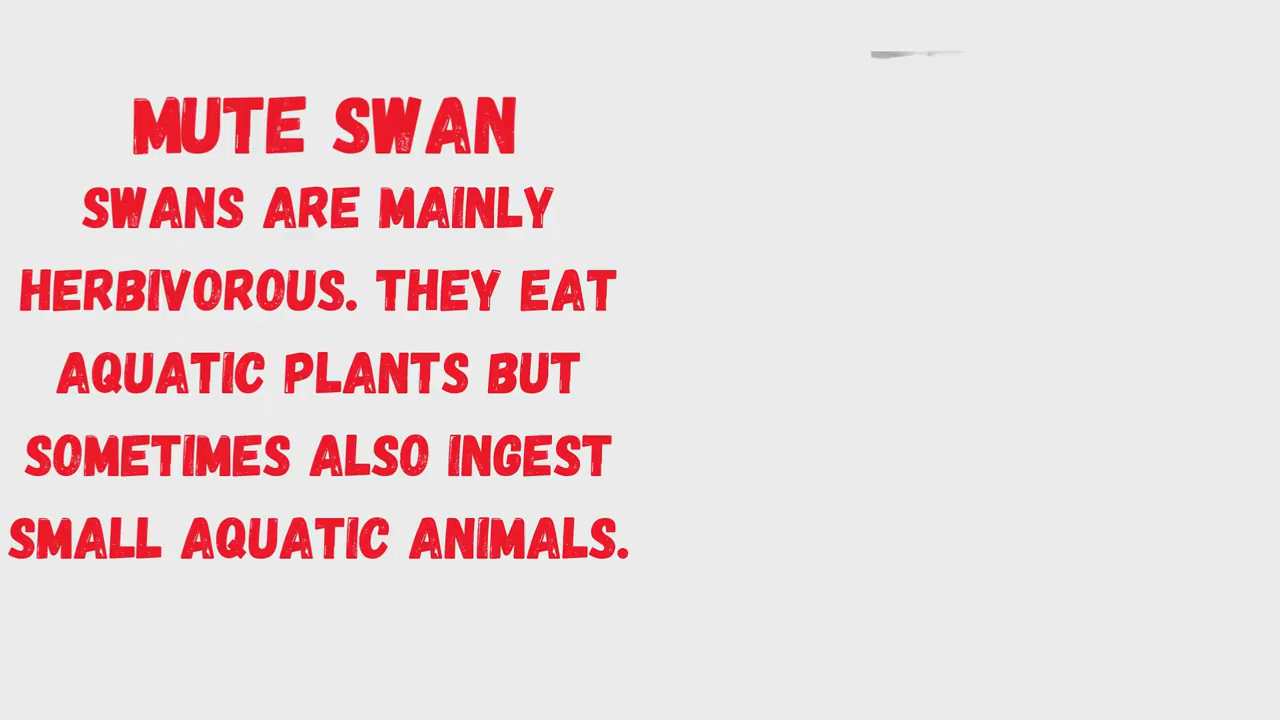 MUTE SWAN
SWANS ARE MAINLY
HERBIVOROUS. THEY EAT
AQUATIC PLANTS BUT
SOMETIMES ALSO INGEST
SMALL AQUATIC ANIMALS.